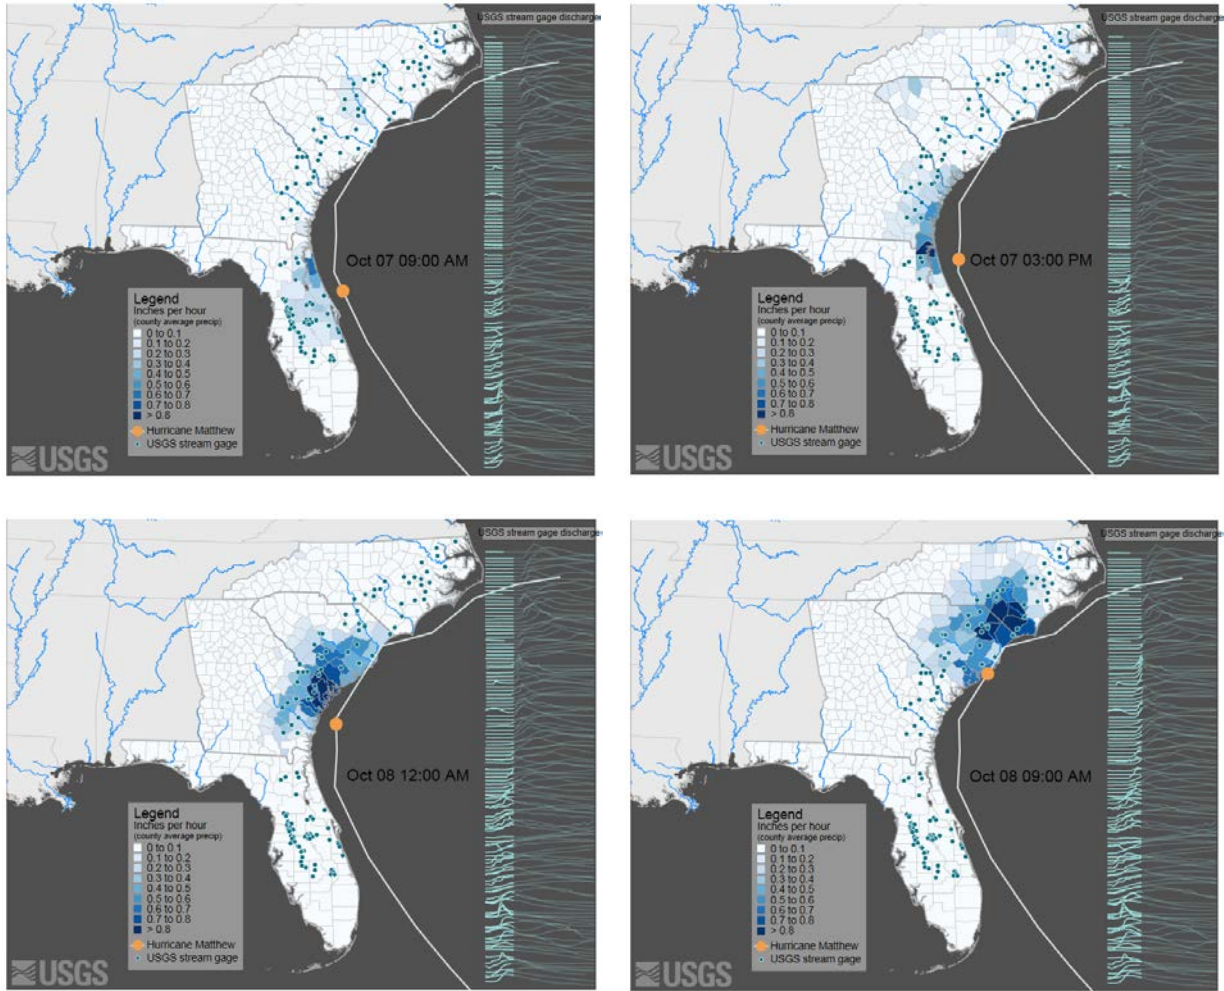 USGS stream gage discharge
Oct 07 09:00 AM
Legend
Inches per hour
(county average precip)
0 to 0.1
0.1 to 0.2
0.2 to 0.3
0.3 to 0.4
0.4 to 0.5
0.5 to 0.6
0.6 to 0.7
0.7 to 0.8
> 0.8
Hurricane Matthew
USGS stream gage
USGS
USGS stream gage discharge
Oct 07 03:00 PM
Legend
Inches per hour
(county average precip)
0 to 0.1
0.1 to 0.2
0.2 to 0.3
0.3 to 0.4
0.4 to 0.5
0.5 to 0.6
0.6 to 0.7
0.7 to 0.8
> 0.8
Hurricane Matthew
USGS stream gage
USGS
USGS stream gage discharge
Oct 08 12:00 AM
Legend
Inches per hour
(county average precip)
0 to 0.1
0.1 to 0.2
0.2 to 0.3
0.3 to 0.4
0.4 to 0.5
0.5 to 0.6
0.6 to 0.7
0.7 to 0.8
> 0.8
Hurricane Matthew
USGS stream gage
USGS
USGS stream gage discharge
Oct 08 09:00 AM
Legend
Inches per hour
(county average precip)
0 to 0.1
0.1 to 0.2
0.2 to 0.3
0.3 to 0.4
0.4 to 0.5
0.5 to 0.6
0.6 to 0.7
0.7 to 0.8
> 0.8
Hurricane Matthew
USGS stream gage
USGS